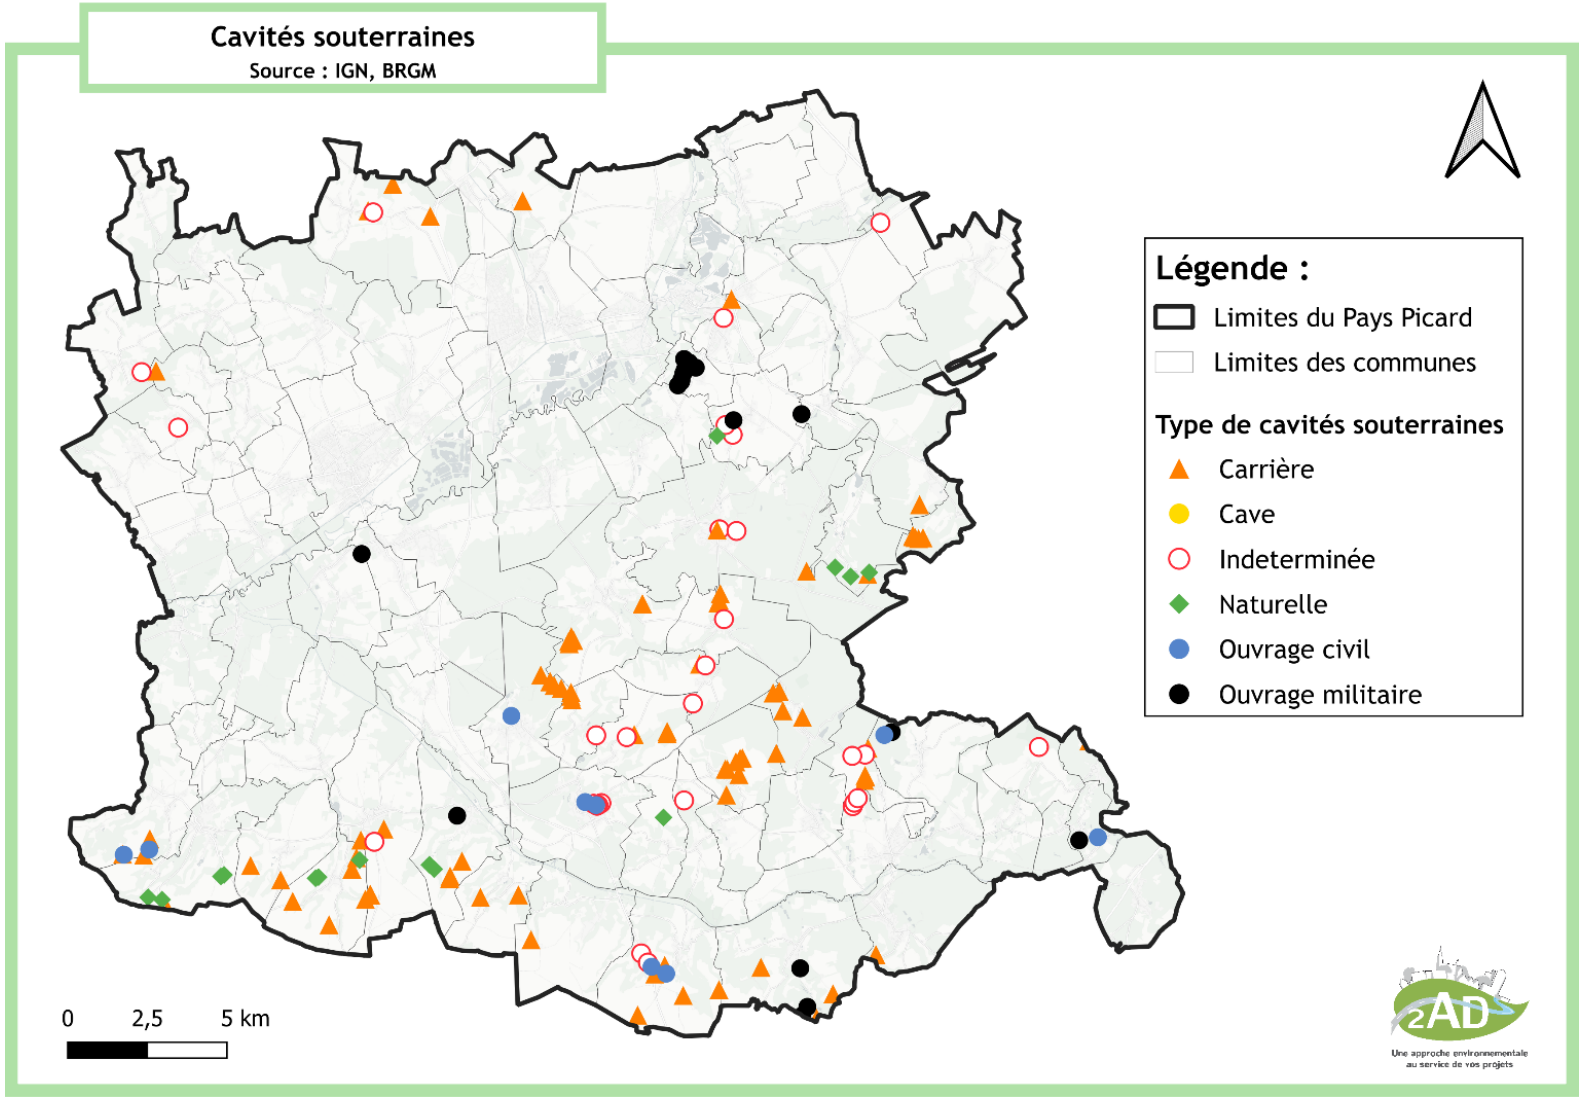 Cavités souterraines
Source : IGN, BRGM
Légende :
Limites du Pays Picard
Limites des communes
Type de cavités souterraines
Carrière
Cave
Indeterminée
Naturelle
Ouvrage civil
Ouvrage militaire
0 2,5 5 km
2AD
Une approche environnementale
au service de vos projets